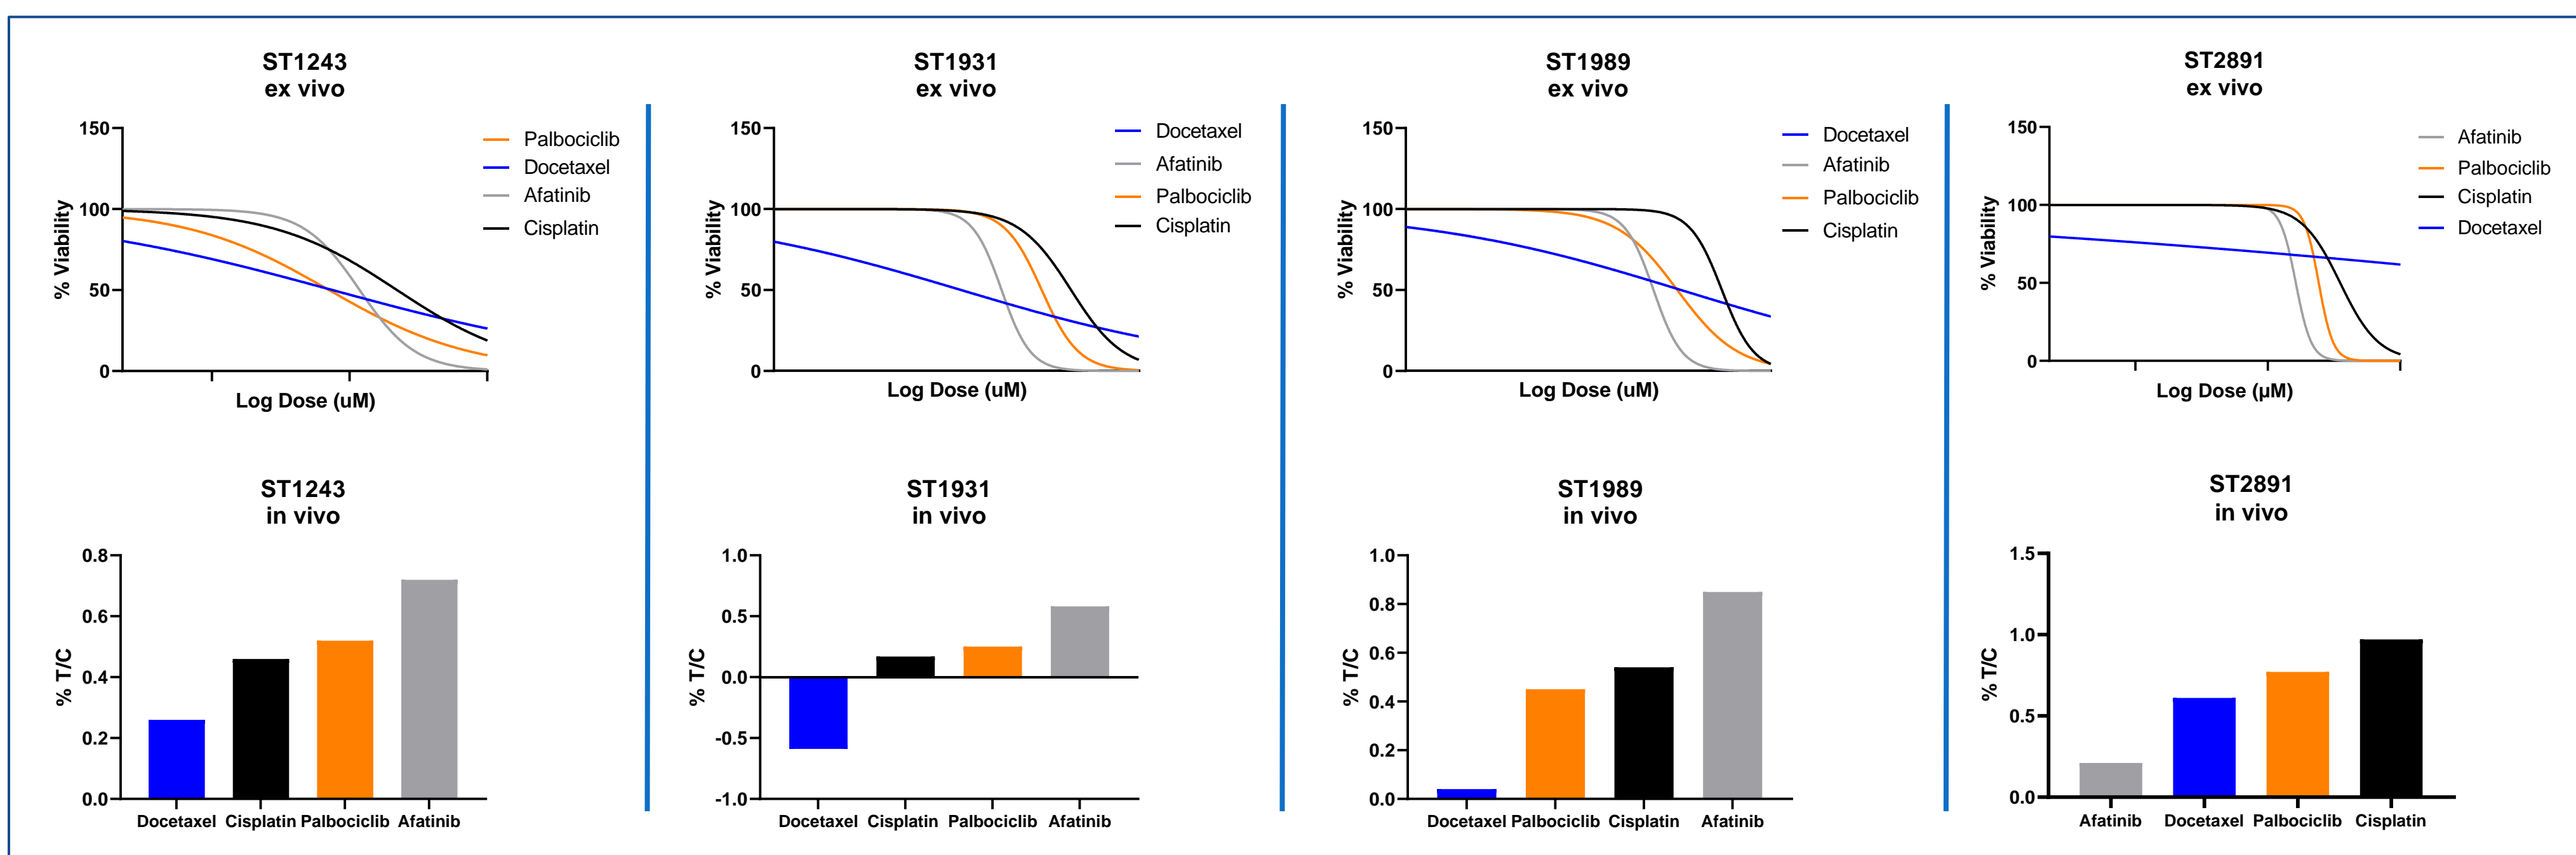 ST1243
ex vivo
150
100
50
0
% Viability
Log Dose (uM)
Palbociclib
Docetaxel
Afatinib
Cisplatin
ST1931
ex vivo
150
100
50
0
% Viability
Log Dose (uM)
Docetaxel
Afatinib
Palbociclib
Cisplatin
ST1989
ex vivo
150
100
50
0
% Viability
Log Dose (uM)
Docetaxel
Afatinib
Palbociclib
Cisplatin
ST2891
ex vivo
150
100
50
0
% Viability
Log Dose (µM)
Afatinib
Palbociclib
Cisplatin
Docetaxel
ST1243
in vivo
0.8
0.6
0.4
0.2
0.0
% T/C
Docetaxel Cisplatin Palbociclib Afatinib
ST1931
in vivo
1.0
0.5
0.0
-0.5
-1.0
% T/C
Docetaxel Cisplatin Palbociclib Afatinib
ST1989
in vivo
1.0
0.8
0.6
0.4
0.2
0.0
% T/C
Docetaxel Palbociclib Cisplatin Afatinib
ST2891
in vivo
1.5
1.0
0.5
0.0
% T/C
Afatinib Docetaxel Palbociclib Cisplatin